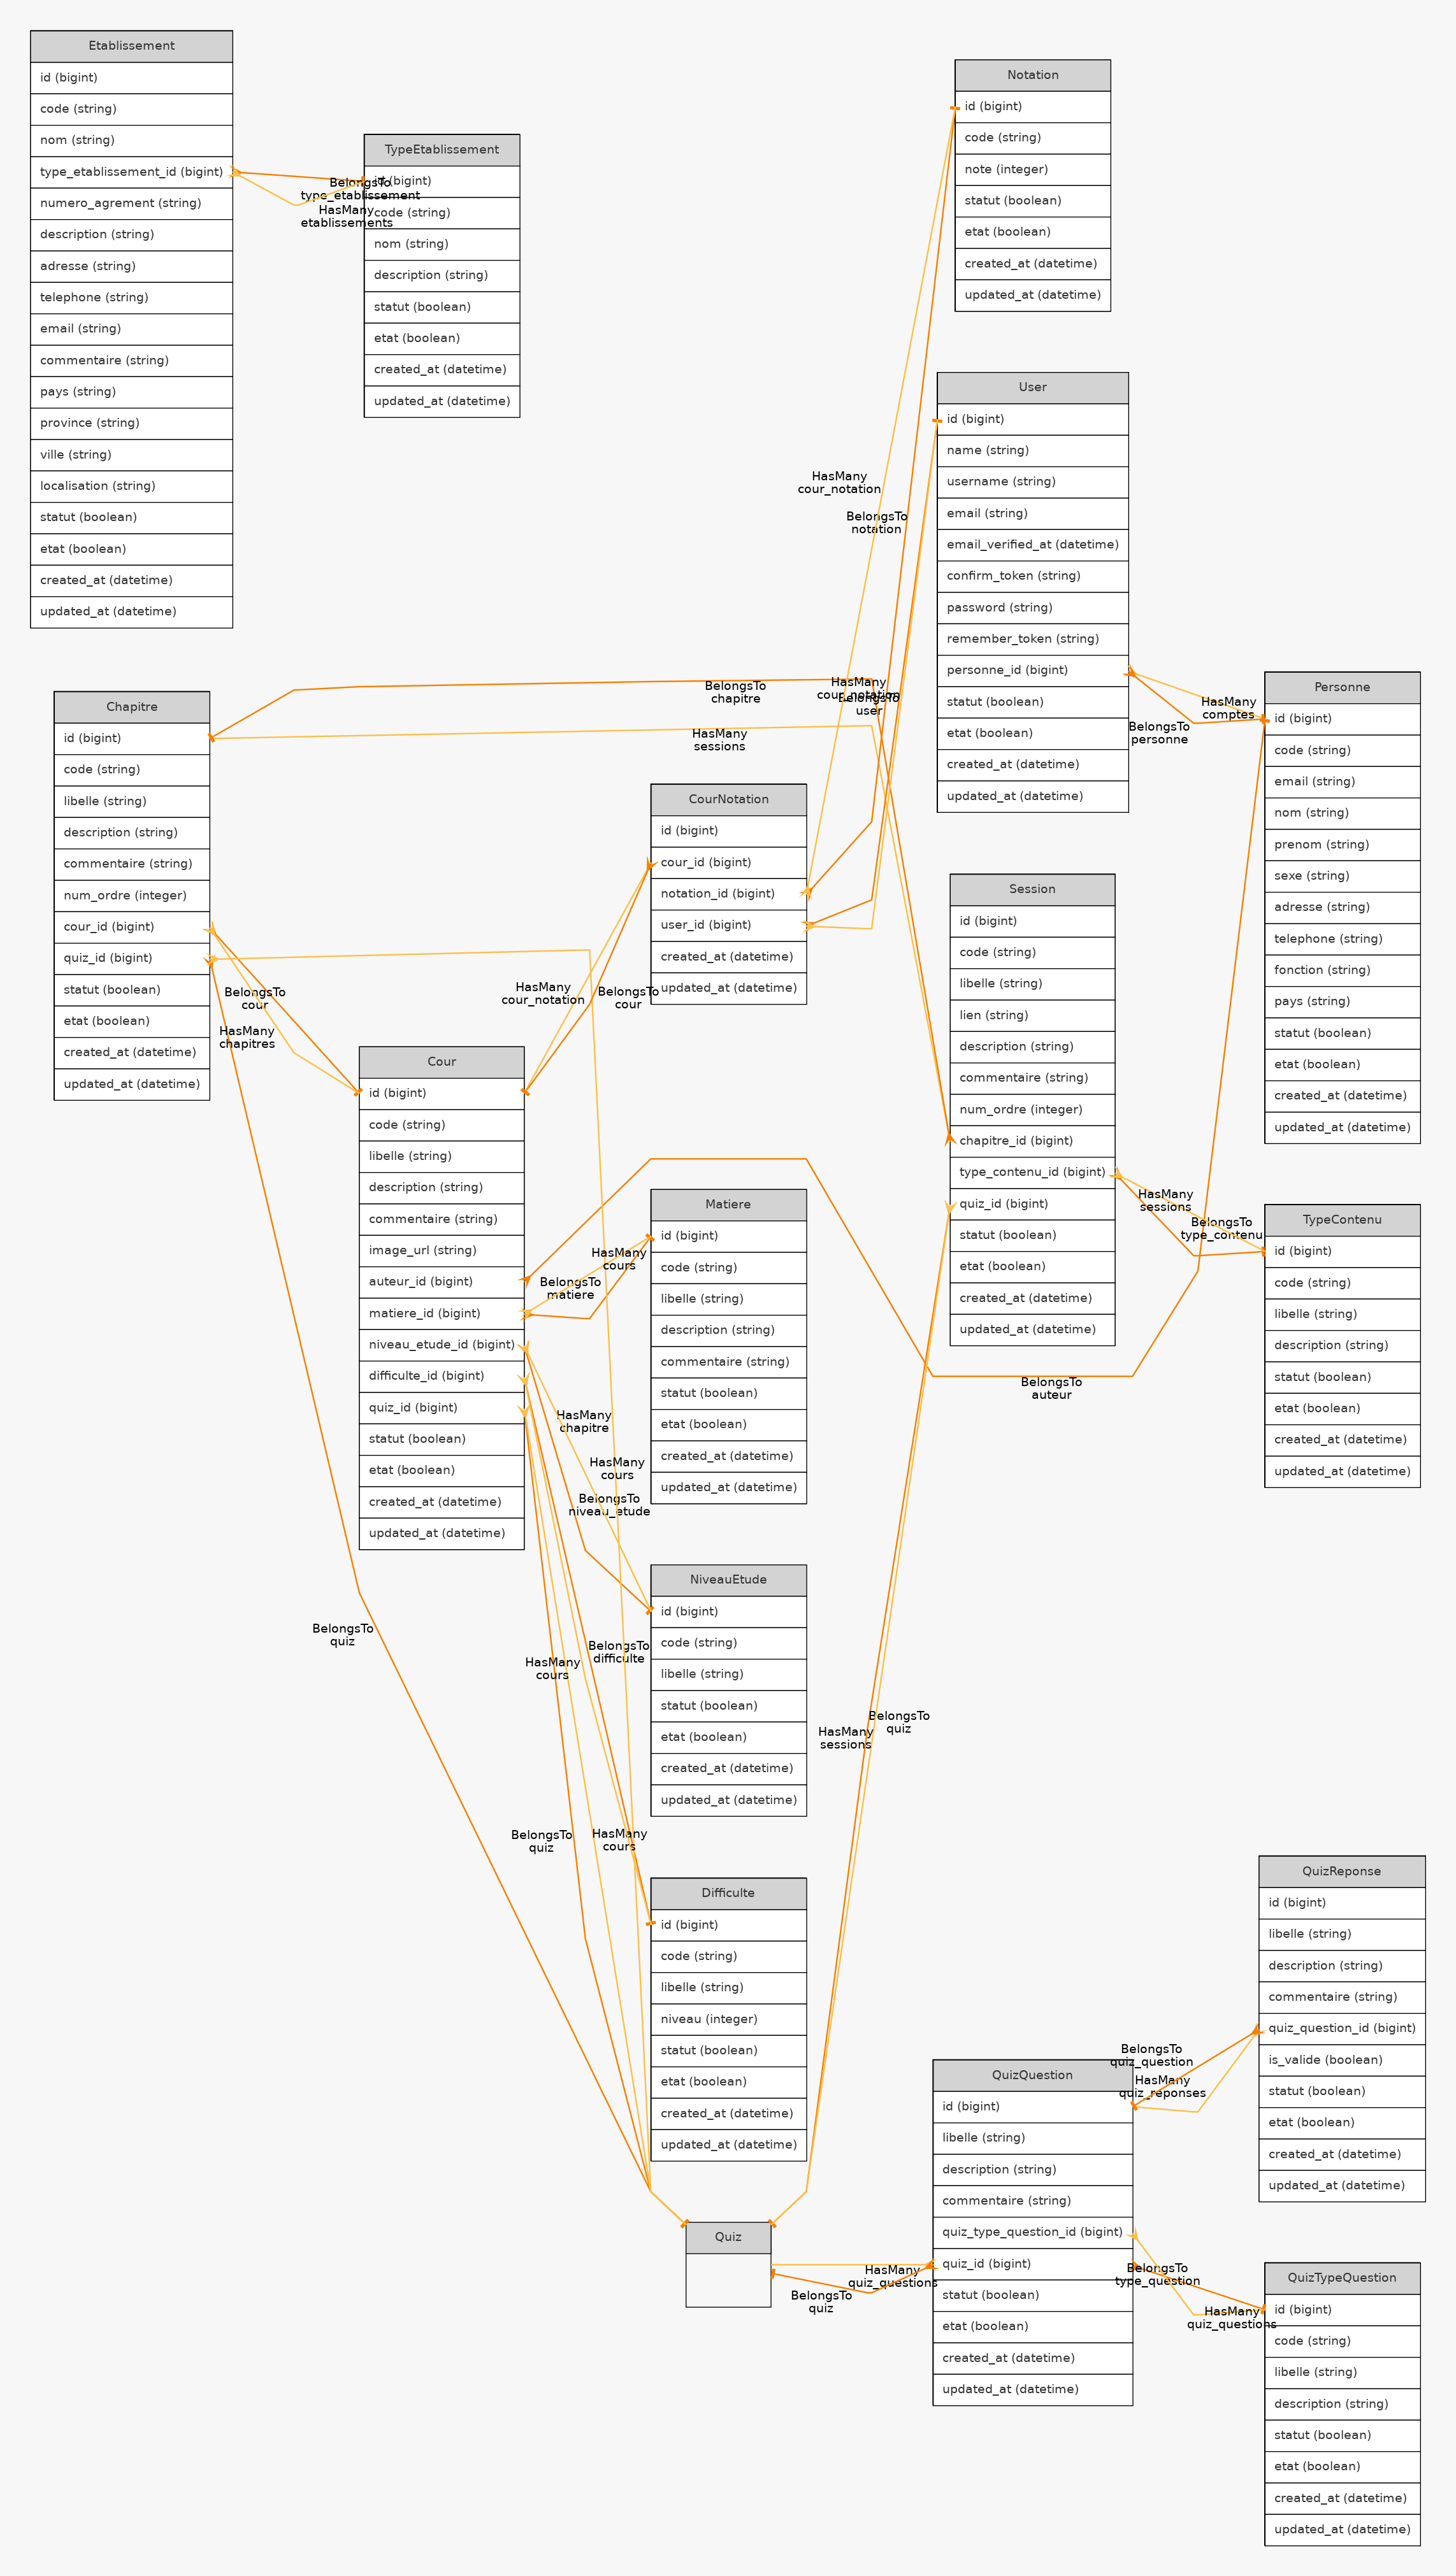 Etablissement
id (bigint)
code (string)
nom (string)
type_etablissement_id (bigint)
numero_agrement (string)
description (string)
adresse (string)
telephone (string)
email (string)
commentaire (string)
pays (string)
province (string)
ville (string)
localisation (string)
statut (boolean)
etat (boolean)
created_at (datetime)
updated_at (datetime)
BelongsTo
type_etablissement
HasMany
etablissements
TypeEtablissement
id (bigint)
code (string)
nom (string)
description (string)
statut (boolean)
etat (boolean)
created_at (datetime)
updated_at (datetime)
Notation
id (bigint)
code (string)
note (integer)
statut (boolean)
etat (boolean)
created_at (datetime)
updated_at (datetime)
HasMany
cour_notation
BelongsTo
notation
User
id (bigint)
name (string)
username (string)
email (string)
email_verified_at (datetime)
confirm_token (string)
password (string)
remember_token (string)
personne_id (bigint)
statut (boolean)
etat (boolean)
created_at (datetime)
updated_at (datetime)
HasMany
cour_notation
BelongsTo
user
BelongsTo
chapitre
HasMany
sessions
HasMany
comptes
BelongsTo
personne
Personne
id (bigint)
code (string)
email (string)
nom (string)
prenom (string)
sexe (string)
adresse (string)
telephone (string)
fonction (string)
pays (string)
statut (boolean)
etat (boolean)
created_at (datetime)
updated_at (datetime)
Chapitre
id (bigint)
code (string)
libelle (string)
description (string)
commentaire (string)
num_ordre (integer)
cour_id (bigint)
quiz_id (bigint)
statut (boolean)
etat (boolean)
created_at (datetime)
updated_at (datetime)
BelongsTo
cour
HasMany
chapitres
CourNotation
id (bigint)
cour_id (bigint)
notation_id (bigint)
user_id (bigint)
created_at (datetime)
updated_at (datetime)
HasMany
cour_notation
BelongsTo
cour
Session
id (bigint)
code (string)
libelle (string)
lien (string)
description (string)
commentaire (string)
num_ordre (integer)
chapitre_id (bigint)
type_contenu_id (bigint)
quiz_id (bigint)
statut (boolean)
etat (boolean)
created_at (datetime)
updated_at (datetime)
HasMany
sessions
BelongsTo
type_contenu
TypeContenu
id (bigint)
code (string)
libelle (string)
description (string)
statut (boolean)
etat (boolean)
created_at (datetime)
updated_at (datetime)
BelongsTo
auteur
Cour
id (bigint)
code (string)
libelle (string)
description (string)
commentaire (string)
image_url (string)
auteur_id (bigint)
matiere_id (bigint)
niveau_etude_id (bigint)
difficulte_id (bigint)
quiz_id (bigint)
statut (boolean)
etat (boolean)
created_at (datetime)
updated_at (datetime)
HasMany
cours
BelongsTo
matiere
Matiere
id (bigint)
code (string)
libelle (string)
description (string)
commentaire (string)
statut (boolean)
etat (boolean)
created_at (datetime)
updated_at (datetime)
HasMany
chapitre
HasMany
cours
BelongsTo
niveau_etude
NiveauEtude
id (bigint)
code (string)
libelle (string)
statut (boolean)
etat (boolean)
created_at (datetime)
updated_at (datetime)
BelongsTo
quiz
BelongsTo
difficulte
HasMany
cours
BelongsTo
quiz
HasMany
cours
HasMany
sessions
BelongsTo
quiz
Difficulte
id (bigint)
code (string)
libelle (string)
niveau (integer)
statut (boolean)
etat (boolean)
created_at (datetime)
updated_at (datetime)
Quiz
HasMany
quiz_questions
BelongsTo
quiz
QuizQuestion
id (bigint)
libelle (string)
description (string)
commentaire (string)
quiz_type_question_id (bigint)
quiz_id (bigint)
statut (boolean)
etat (boolean)
created_at (datetime)
updated_at (datetime)
BelongsTo
quiz_question
HasMany
quiz_reponses
QuizReponse
id (bigint)
libelle (string)
description (string)
commentaire (string)
quiz_question_id (bigint)
is_valide (boolean)
statut (boolean)
etat (boolean)
created_at (datetime)
updated_at (datetime)
BelongsTo
type_question
HasMany
quiz_questions
QuizTypeQuestion
id (bigint)
code (string)
libelle (string)
description (string)
statut (boolean)
etat (boolean)
created_at (datetime)
updated_at (datetime)